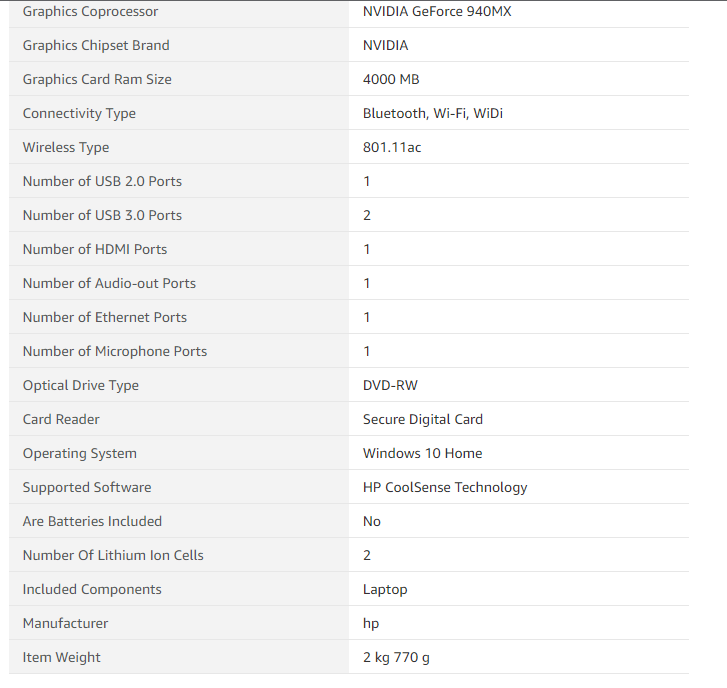 Graphics Coprocessor NVIDIA GeForce 940MX
Graphics Chipset Brand NVIDIA
Graphics Card Ram Size 4000 MB
Connectivity Type Bluetooth, Wi-Fi, WiDi
Wireless Type 801.11ac
Number of USB 2.0 Ports 1
Number of USB 3.0 Ports 2
Number of HDMI Ports 1
Number of Audio-out Ports 1
Number of Ethernet Ports 1
Number of Microphone Ports 1
Optical Drive Type DVD-RW
Card Reader Secure Digital Card
Operating System Windows 10 Home
Supported Software HP CoolSense Technology
Are Batteries Included No
Number Of Lithium Ion Cells 2
Included Components Laptop
Manufacturer hp
Item Weight 2 kg 770 g